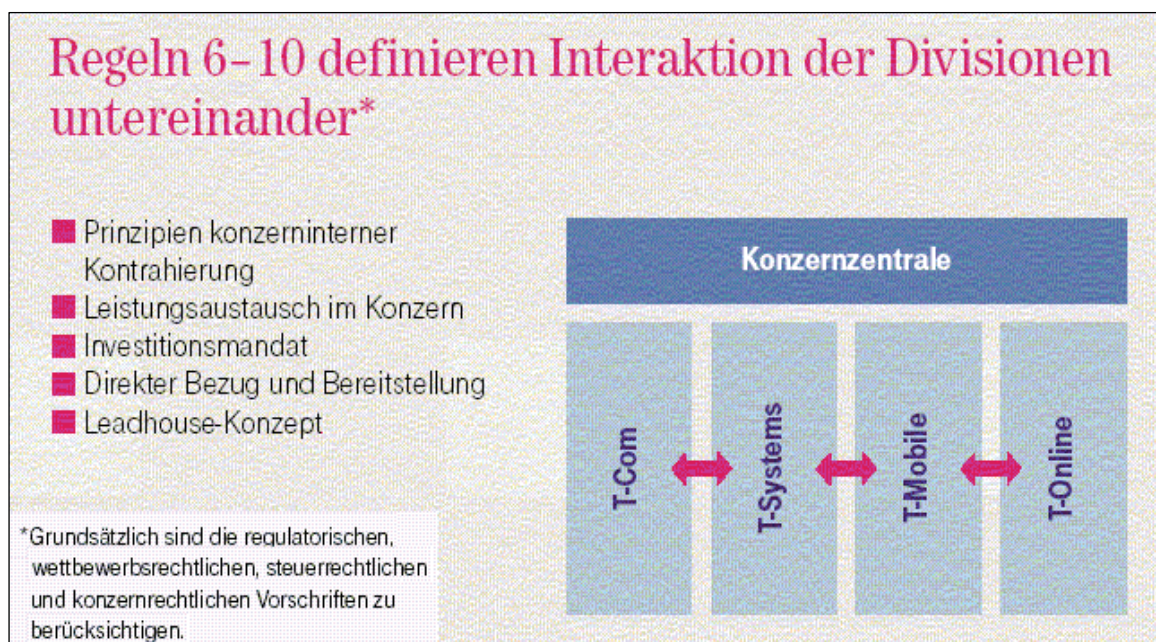 Regeln 6–10 definieren Interaktion der Divisionen
untereinander*
Prinzipien konzerninterner
Kontrahierung
Leistungsaustausch im Konzern
Investitionsmandat
Direkter Bezug und Bereitstellung
Leadhouse-Konzept
*Grundsätzlich sind die regulatorischen,
wettbewerbsrechtlichen, steuerrechtlichen
und konzernrechtlichen Vorschriften zu
berücksichtigen.
Konzernzentrale
T-Com
T-Systems
T-Mobile
T-Online